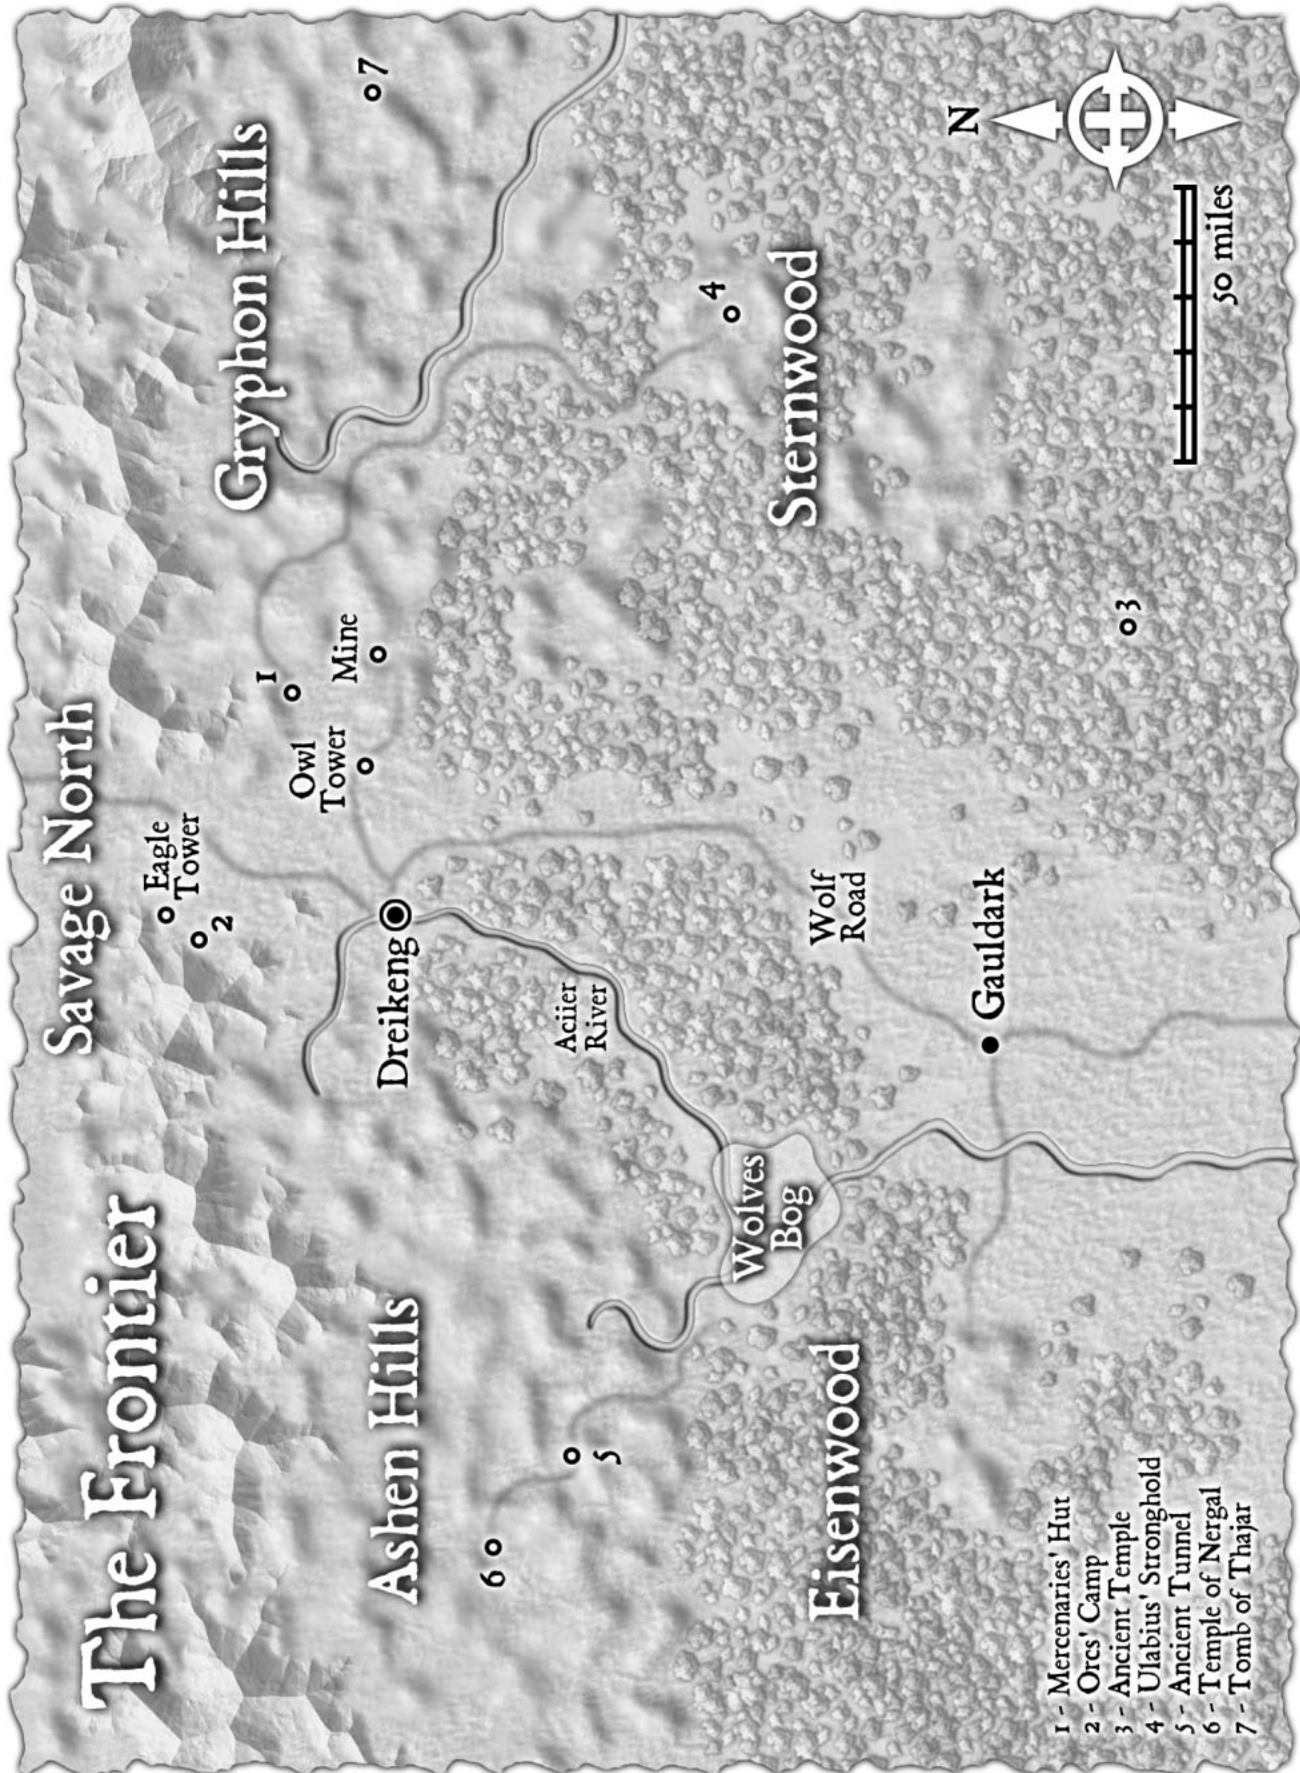 The Frontier
Savage North
Eagle
Tower
2
Gryphon Hills
7
1
Owl
Tower
Mine
Dreikeng
Ashen Hills
6
5
Aciier
River
4
Sternwood
Wolves
Bog
Eisenwood
Wolf
Road
Gauldark
3
N
50 miles
1 - Mercenaries' Hut
2 - Orcs' Camp
3 - Ancient Temple
4 - Ulabius' Stronghold
5 - Ancient Tunnel
6 - Temple of Nergal
7 - Tomb of Thajar